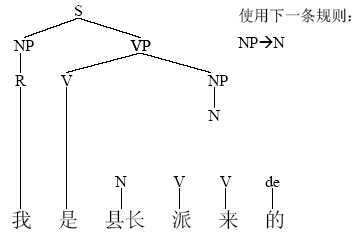 S
使用下一条规则:
NP VP NP→N
R V NP
N
N V V de
我 是 县长 派 来 的